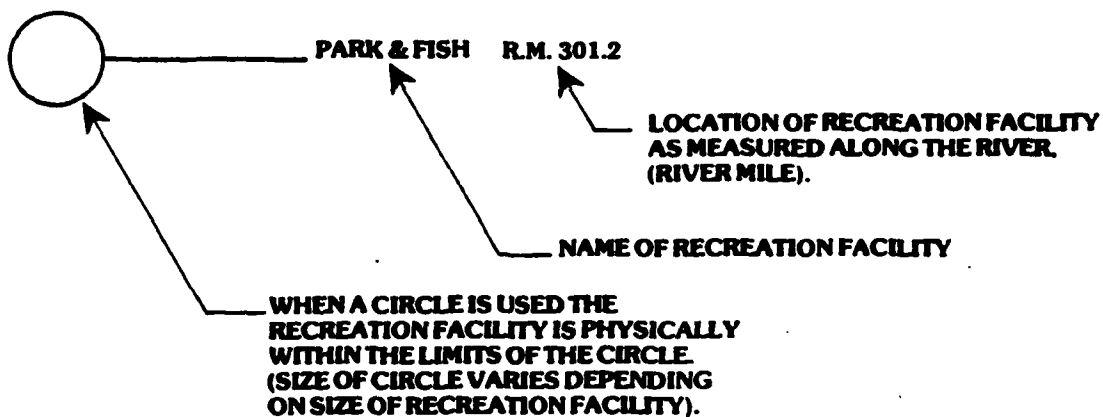 PARK & FISH R.M. 301.2
LOCATION OF RECREATION FACILITY
AS MEASURED ALONG THE RIVER.
(RIVER MILE).
NAME OF RECREATION FACILITY
WHEN A CIRCLE IS USED THE
RECREATION FACILITY IS PHYSICALLY
WITHIN THE LIMITS OF THE CIRCLE.
(SIZE OF CIRCLE VARIES DEPENDING
ON SIZE OF RECREATION FACILITY).